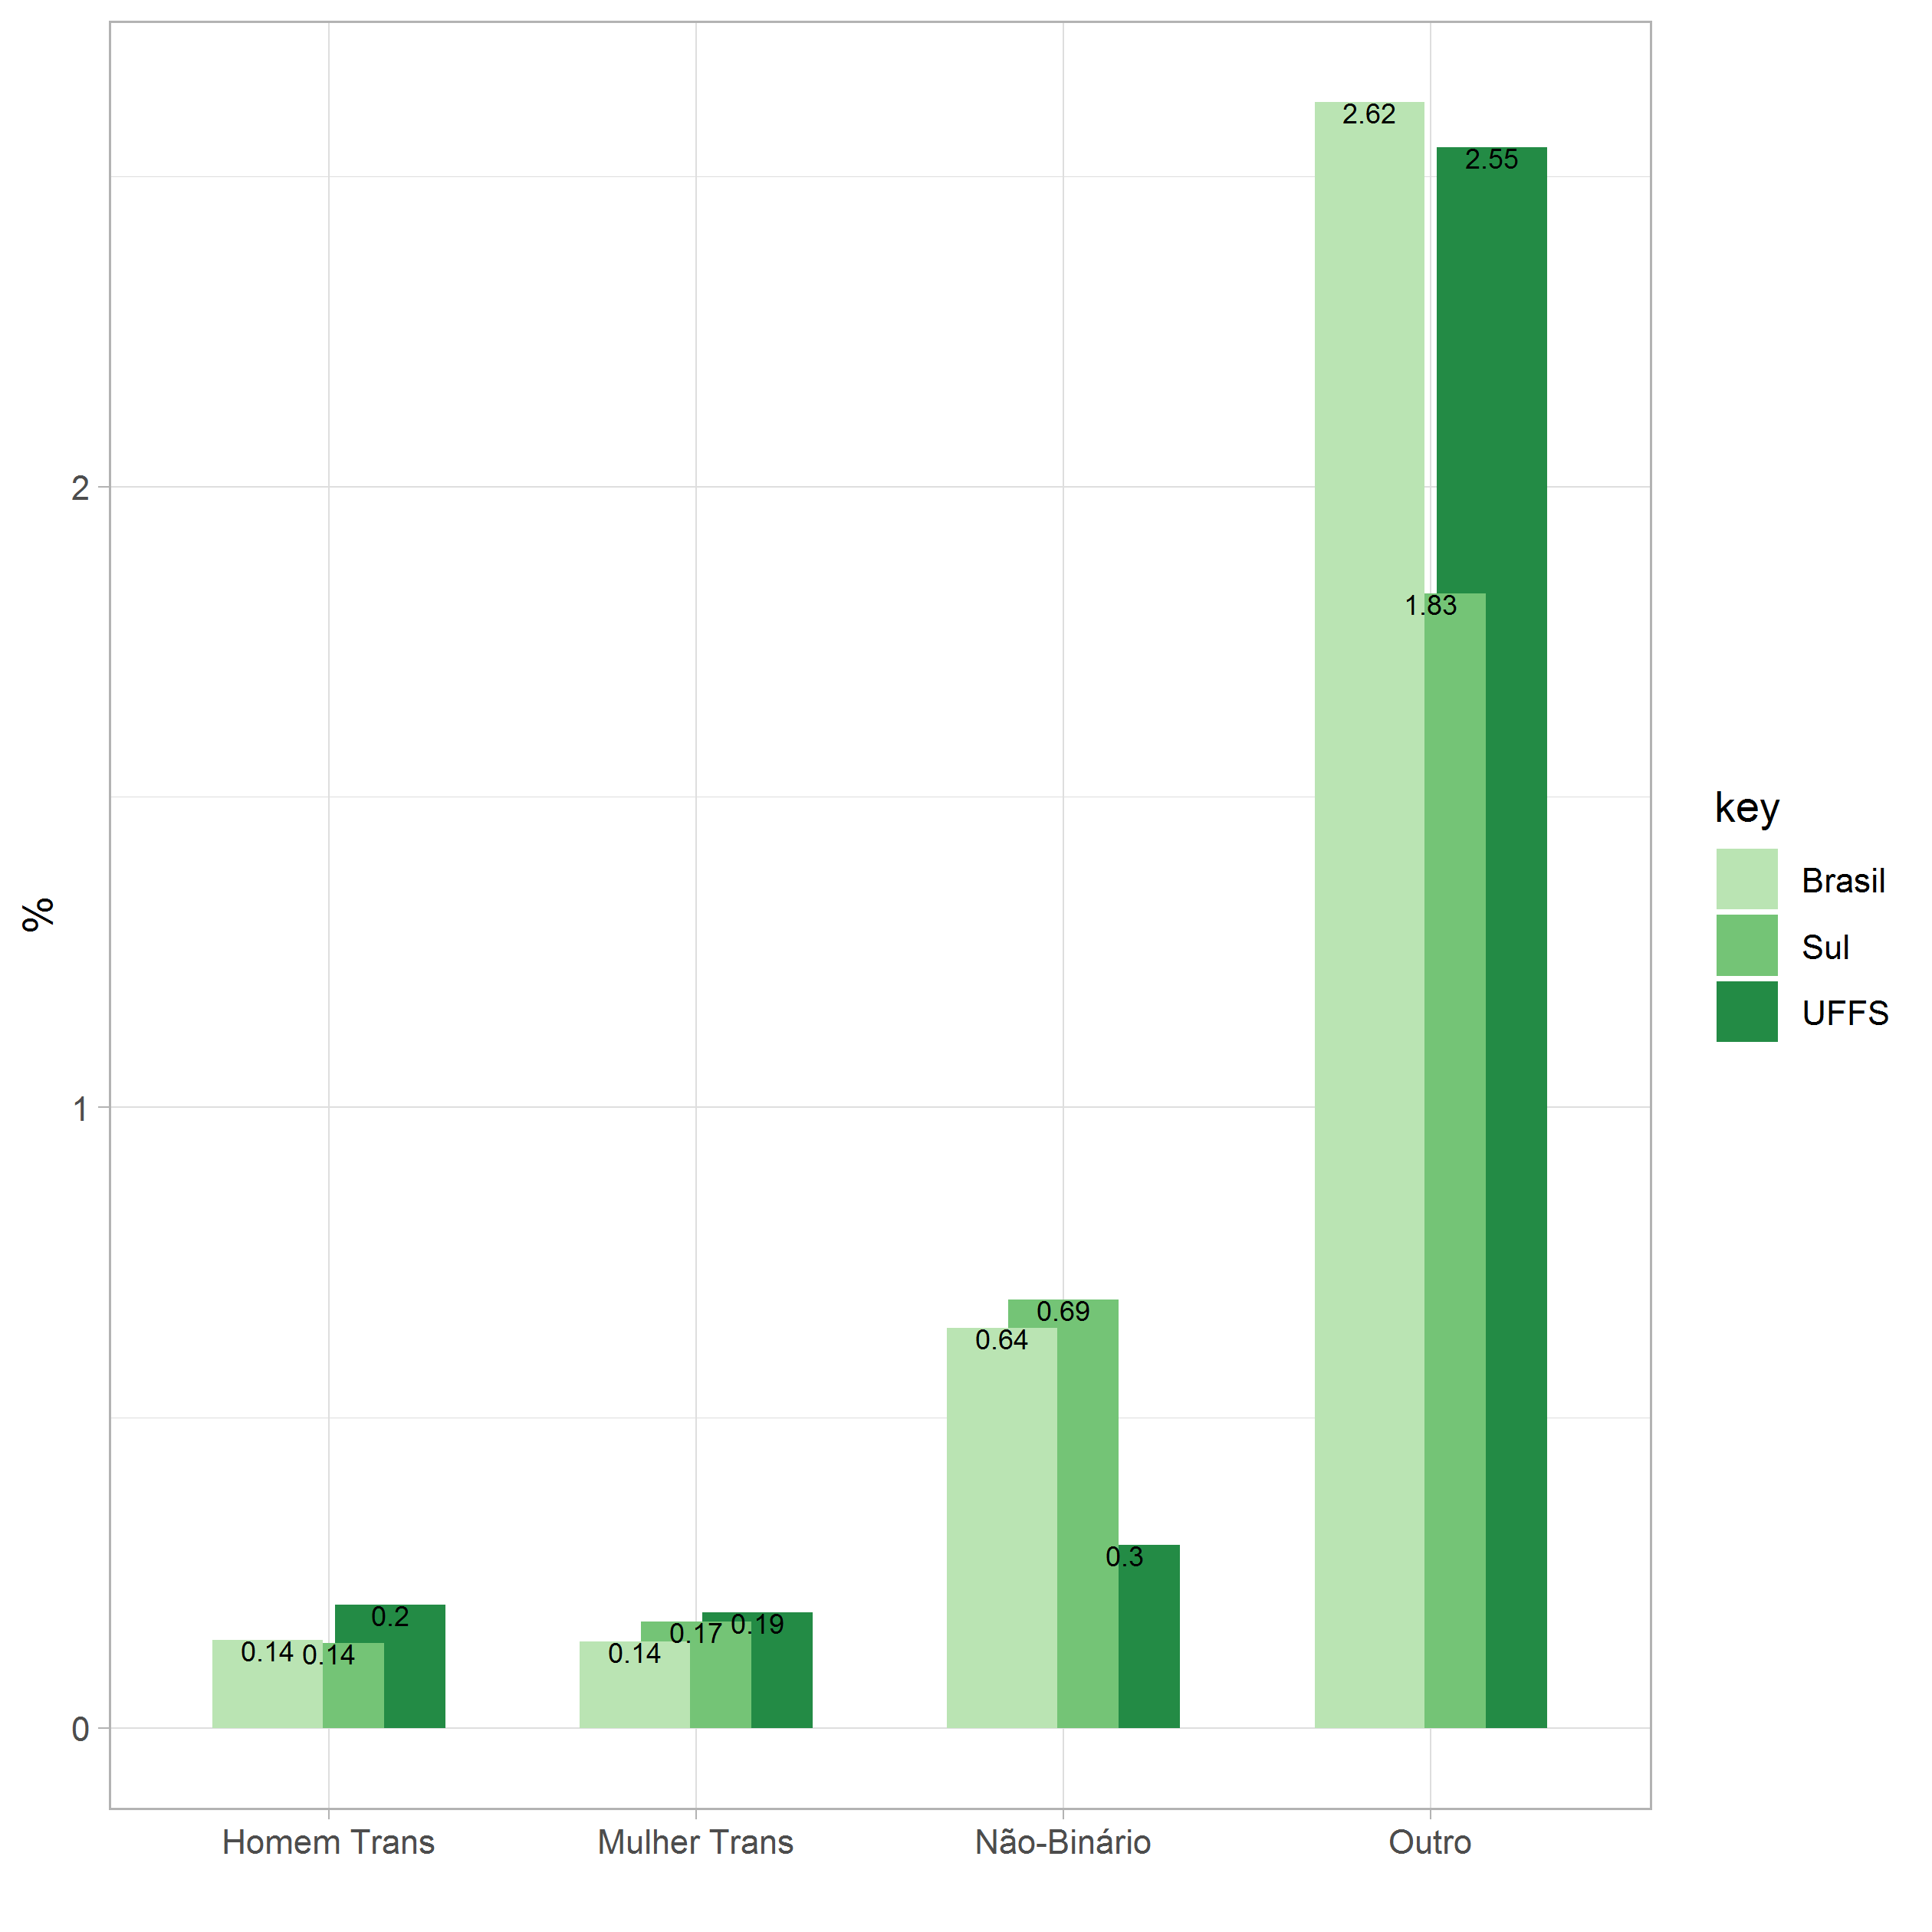 2.62
2.55
2
1.83
key
Brasil
%
Sul
UFFS
1
0.69
0.64
0.3
0.2
0.19
0.17
0.14
0.14
0.14
0
Homem Trans
Mulher Trans
Não-Binário
Outro